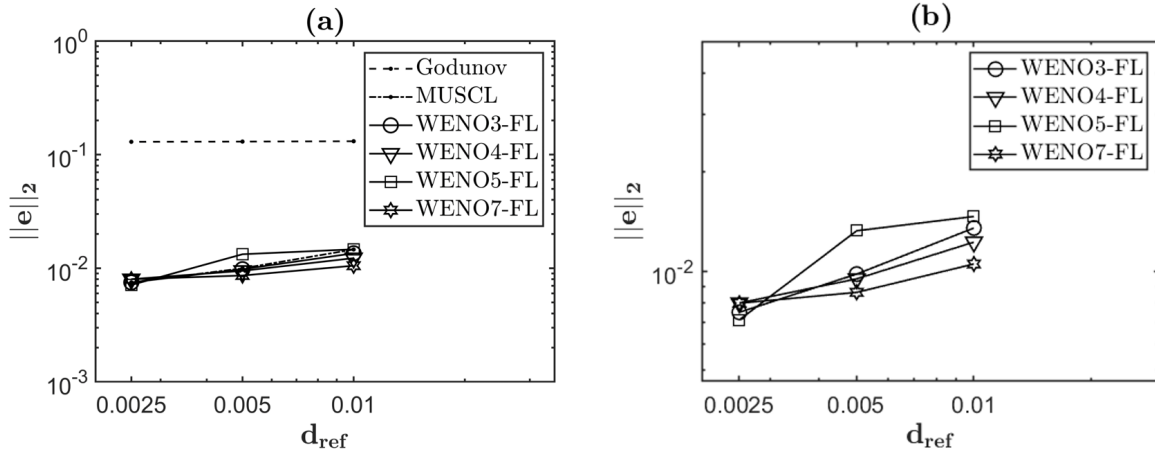 (a)
10^0
10^-1
10^-2
10^-3
||e||_2
Godunov
MUSCL
WENO3-FL
WENO4-FL
WENO5-FL
WENO7-FL
0.0025 0.005 0.01
d_ref
(b)
10^-2
||e||_2
WENO3-FL
WENO4-FL
WENO5-FL
WENO7-FL
0.0025 0.005 0.01
d_ref